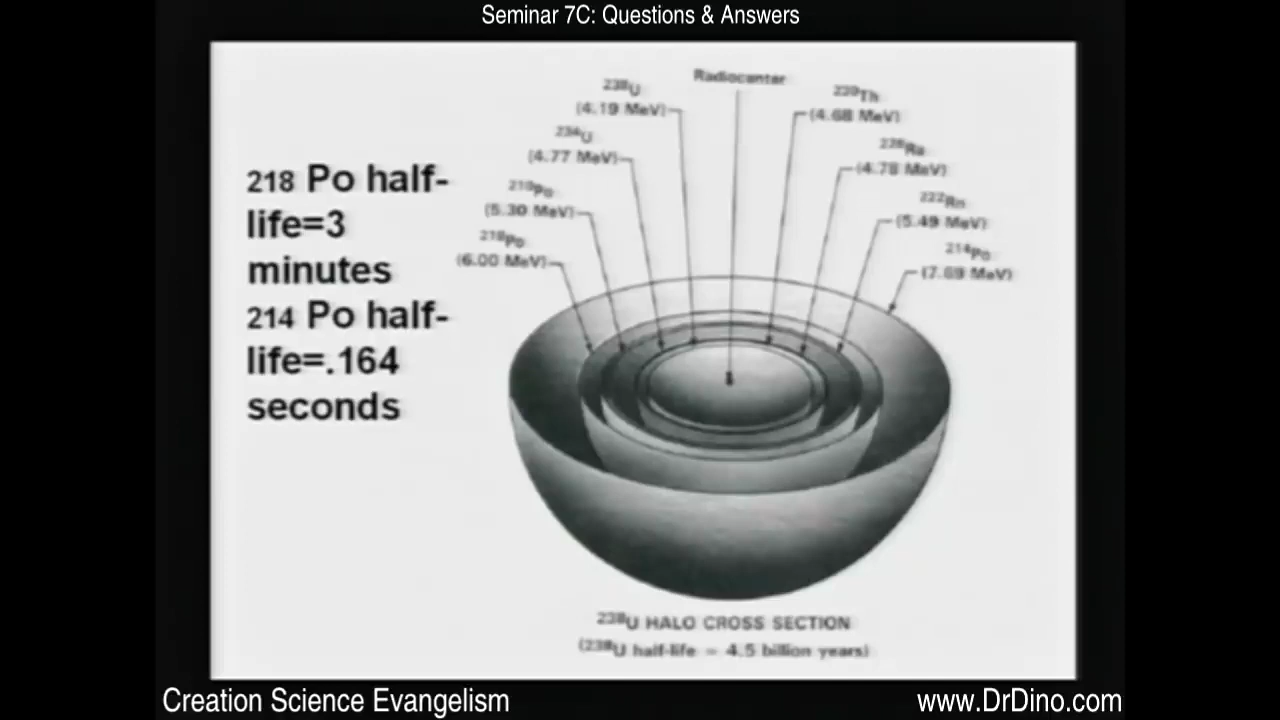 Seminar 7C: Questions & Answers
Radiocenter
238U
(4.19 MeV)
234U
(4.77 MeV)
210Po
(5.30 MeV)
218Po
(6.00 MeV)
230Th
(4.68 MeV)
226Ra
(4.78 MeV)
222Rn
(5.49 MeV)
214Po
(7.69 MeV)
218 Po half-
life=3
minutes
214 Po half-
life=.164
seconds
238U HALO CROSS SECTION
(238U half-life = 4.5 billion years)
Creation Science Evangelism
www.DrDino.com